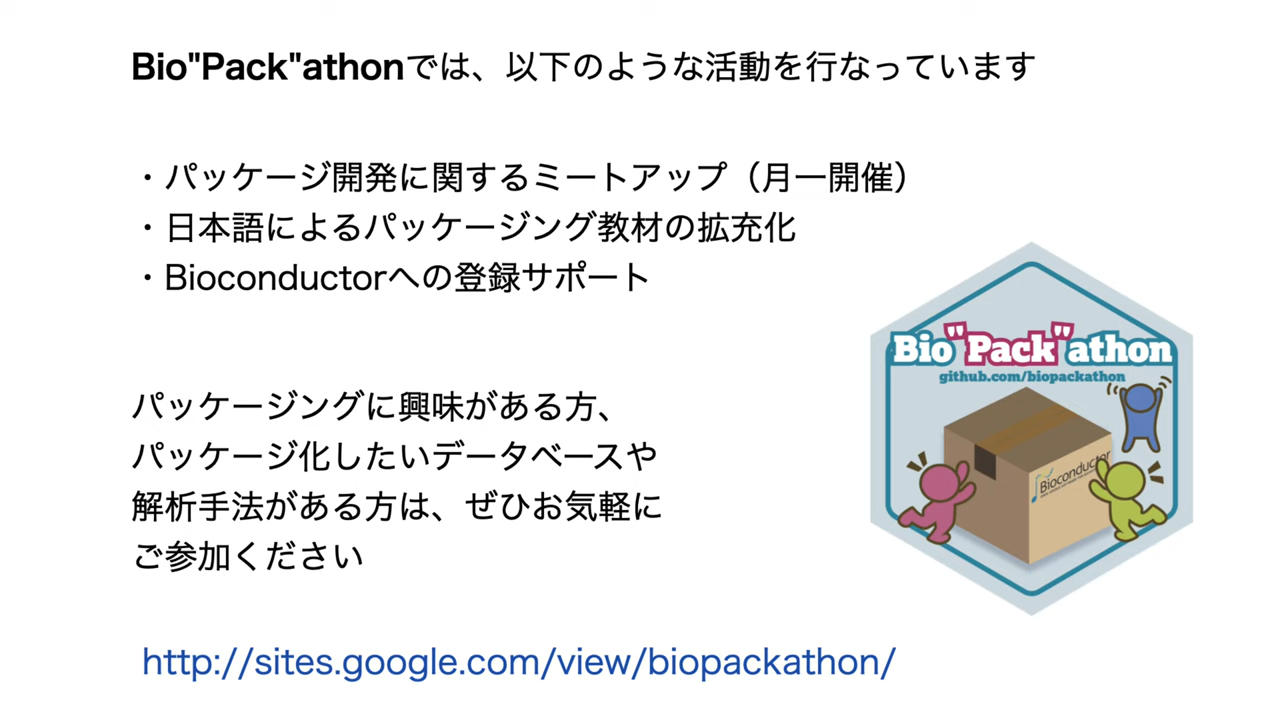 Bio"Pack"athonでは、以下のような活動を行なっています
・パッケージ開発に関するミートアップ（月一開催）
・日本語によるパッケージング教材の拡充化
・Bioconductorへの登録サポート
Bio"Pack"athon
github.com/biopackathon
Bioconductor
パッケージングに興味がある方、
パッケージ化したいデータベースや
解析手法がある方は、ぜひお気軽に
ご参加ください
http://sites.google.com/view/biopackathon/